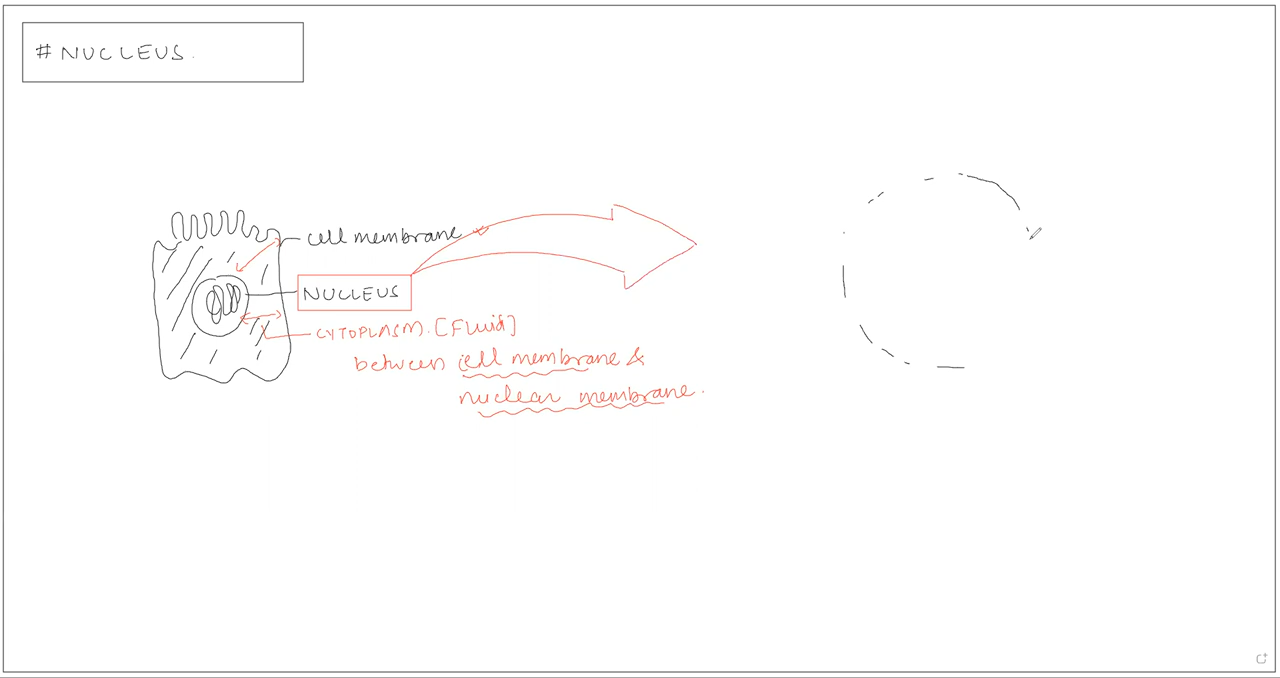 # NUCLEUS.
cell membrane
NUCLEUS
CYTOPLASM. [Fluid]
between cell membrane &
nuclear membrane.